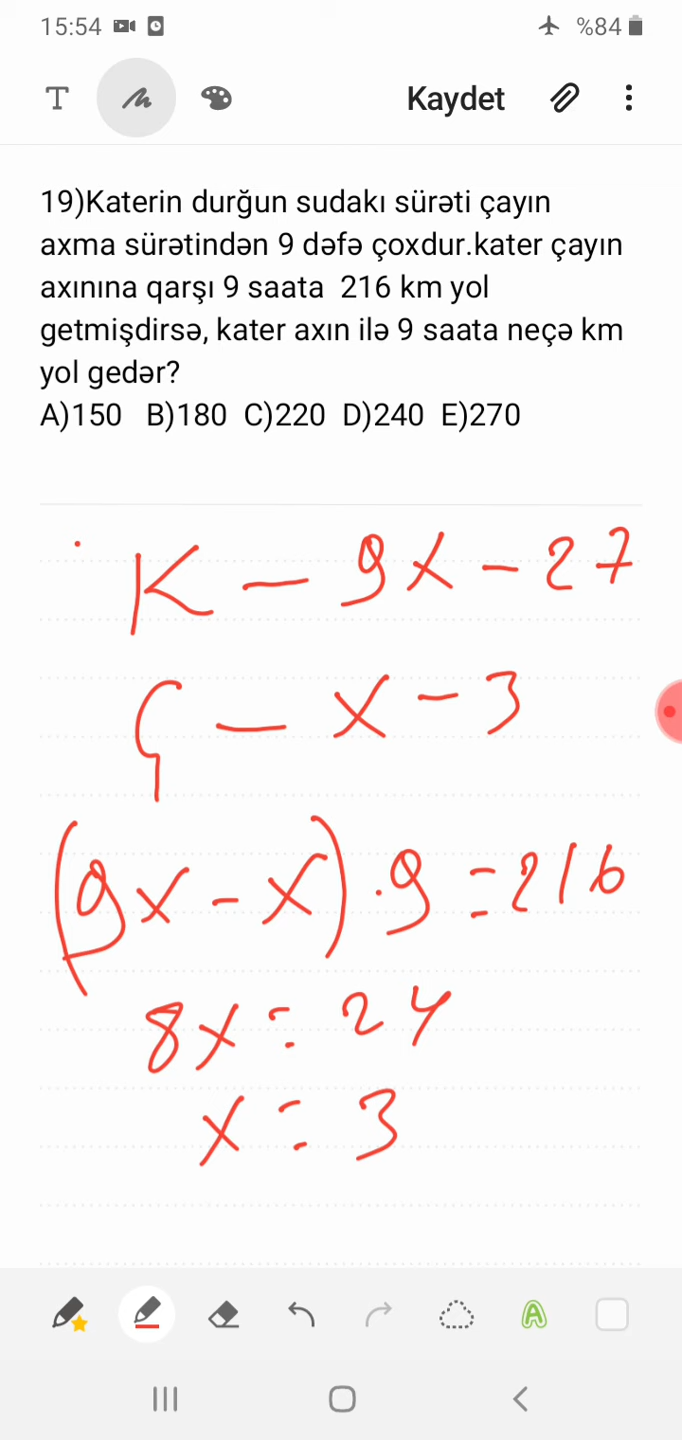 15:54 %84
T Kaydet
19)Katerin durğun sudakı sürəti çayın
axma sürətindən 9 dəfə çoxdur.kater çayın
axınına qarşı 9 saata 216 km yol
getmişdirsə, kater axın ilə 9 saata neçə km
yol gedər?
A)150 B)180 C)220 D)240 E)270
K - 9x - 27
Ç - x - 3
(9x - x) . 9 = 216
8x = 24
x = 3
A